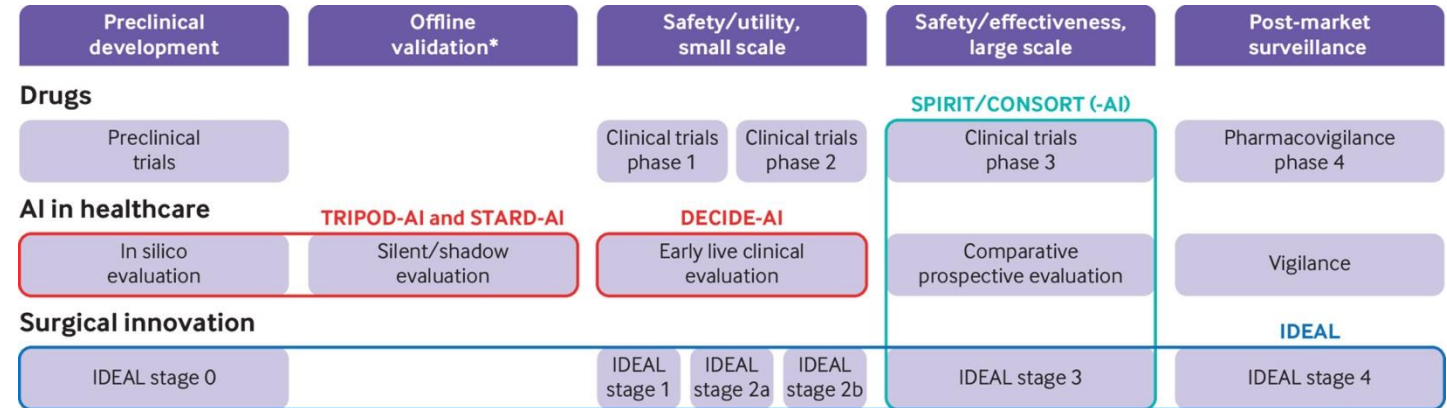 Preclinical
development
Offline
validation*
Safety/utility,
small scale
Safety/effectiveness,
large scale
Post-market
surveillance
Drugs
SPIRIT/CONSORT (-AI)
Preclinical
trials
Clinical trials
phase 1
Clinical trials
phase 2
Clinical trials
phase 3
Pharmacovigilance
phase 4
AI in healthcare
TRIPOD-AI and STARD-AI
DECIDE-AI
In silico
evaluation
Silent/shadow
evaluation
Early live clinical
evaluation
Comparative
prospective evaluation
Vigilance
Surgical innovation
IDEAL
IDEAL stage 0
IDEAL
stage 1
IDEAL
stage 2a
IDEAL
stage 2b
IDEAL stage 3
IDEAL stage 4